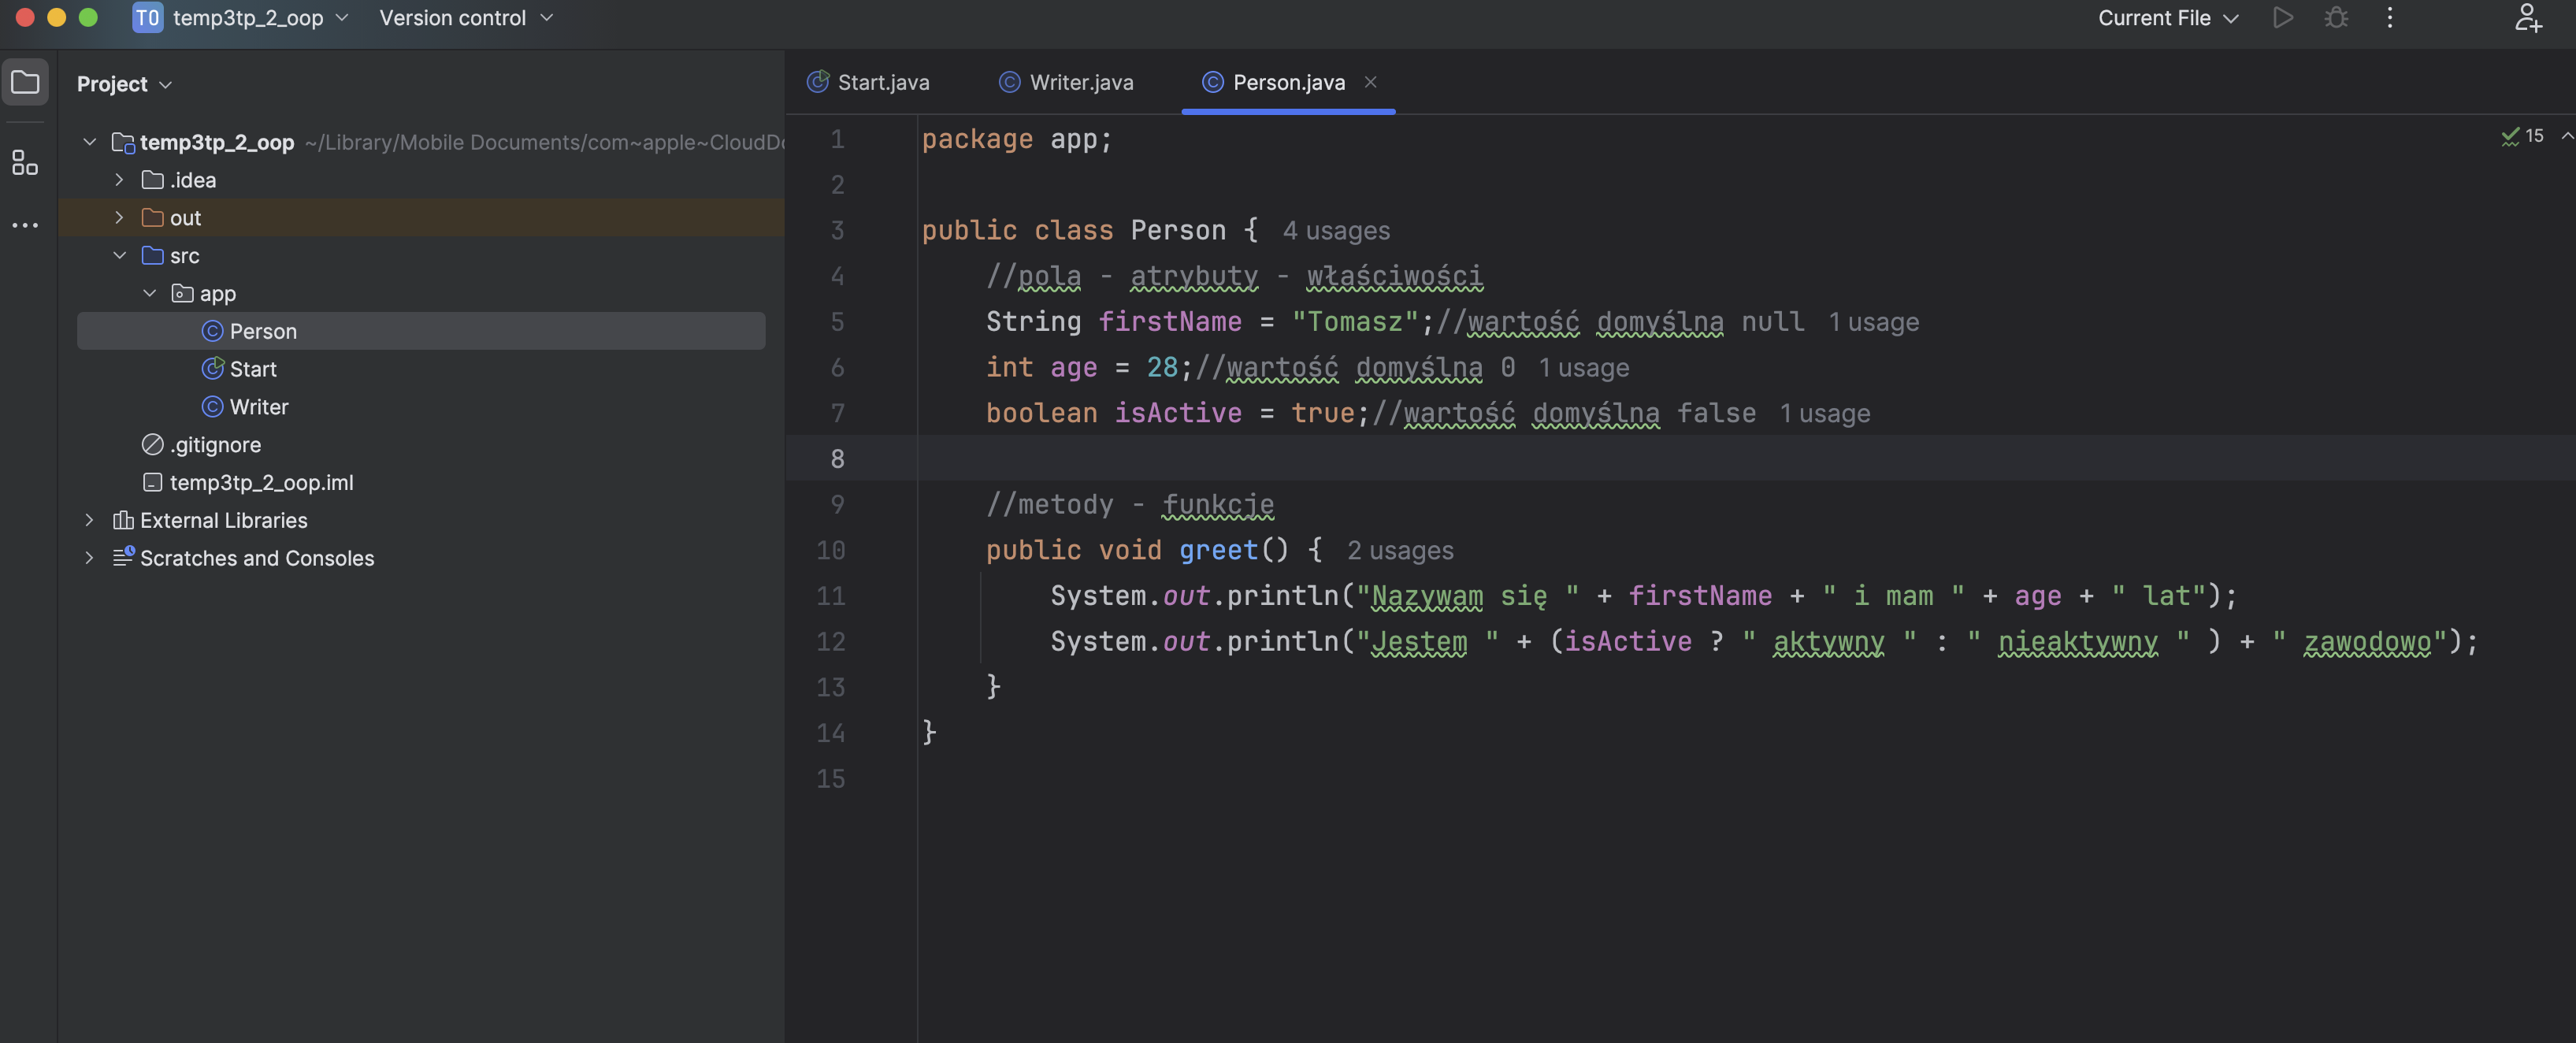 T0 temp3tp_2_oop Version control Current File
Project
temp3tp_2_oop ~/Library/Mobile Documents/com~apple~CloudDo
.idea
out
src
app
Person
Start
Writer
.gitignore
temp3tp_2_oop.iml
External Libraries
Scratches and Consoles
Start.java Writer.java Person.java
15
1 package app;
2
3 public class Person { 4 usages
4 //pola - atrybuty - właściwości
5 String firstName = "Tomasz";//wartość domyślna null 1 usage
6 int age = 28;//wartość domyślna 0 1 usage
7 boolean isActive = true;//wartość domyślna false 1 usage
8
9 //metody - funkcje
10 public void greet() { 2 usages
11 System.out.println("Nazywam się " + firstName + " i mam " + age + " lat");
12 System.out.println("Jestem " + (isActive ? " aktywny " : " nieaktywny " ) + " zawodowo");
13 }
14 }
15